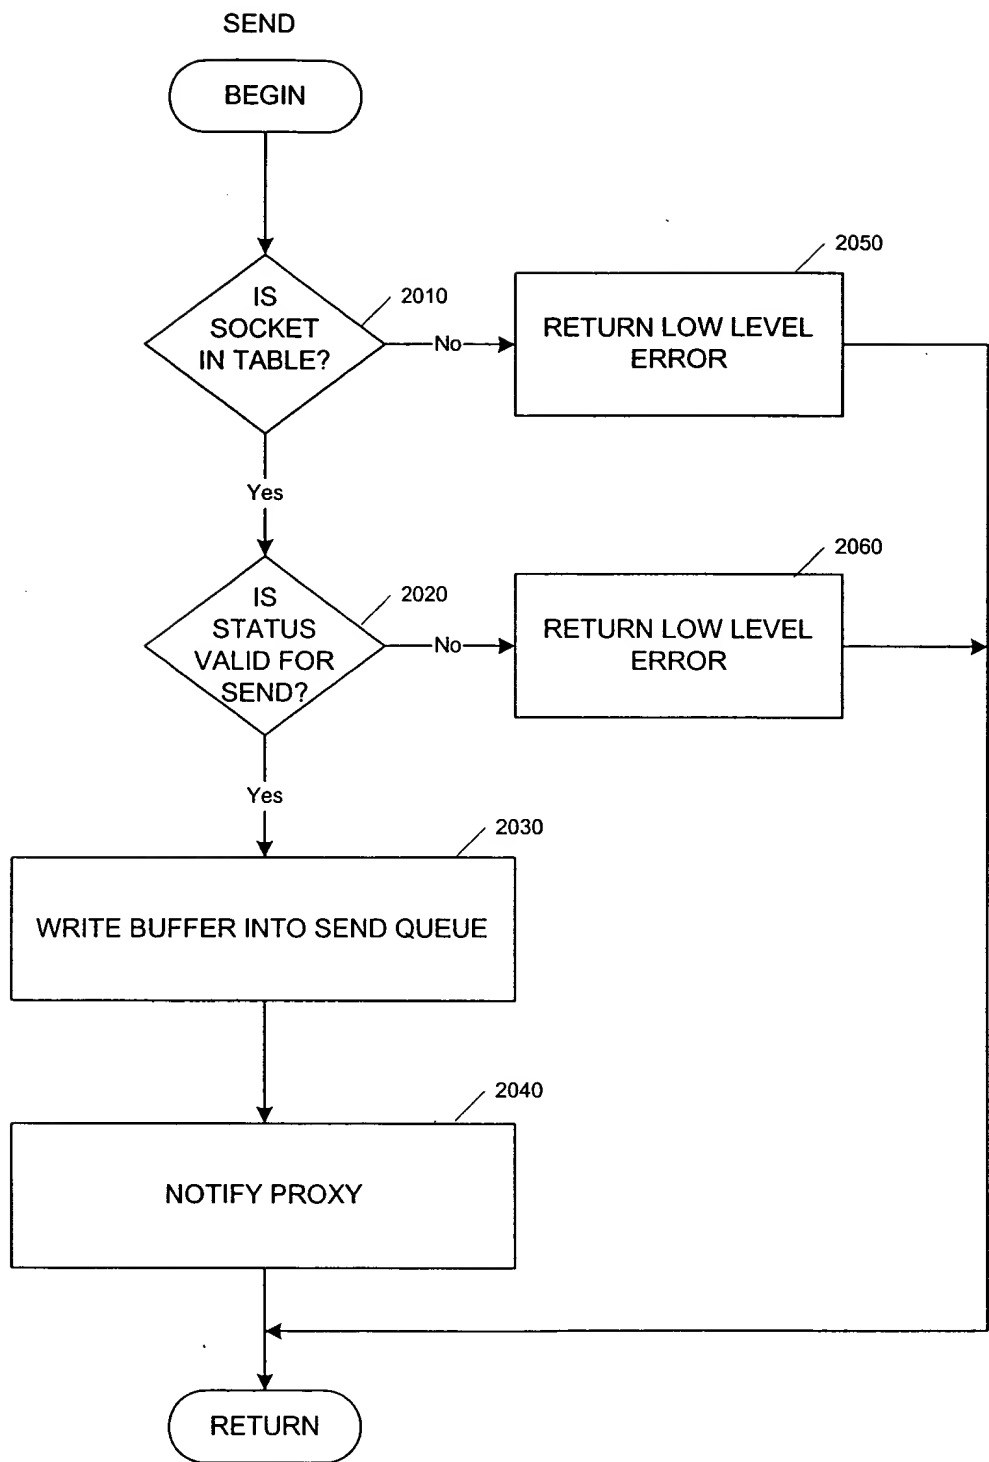 SEND
BEGIN
2050
IS
SOCKET
IN TABLE?
2010
No
RETURN LOW LEVEL
ERROR
Yes
2060
IS
STATUS
VALID FOR
SEND?
2020
No
RETURN LOW LEVEL
ERROR
Yes
2030
WRITE BUFFER INTO SEND QUEUE
2040
NOTIFY PROXY
RETURN